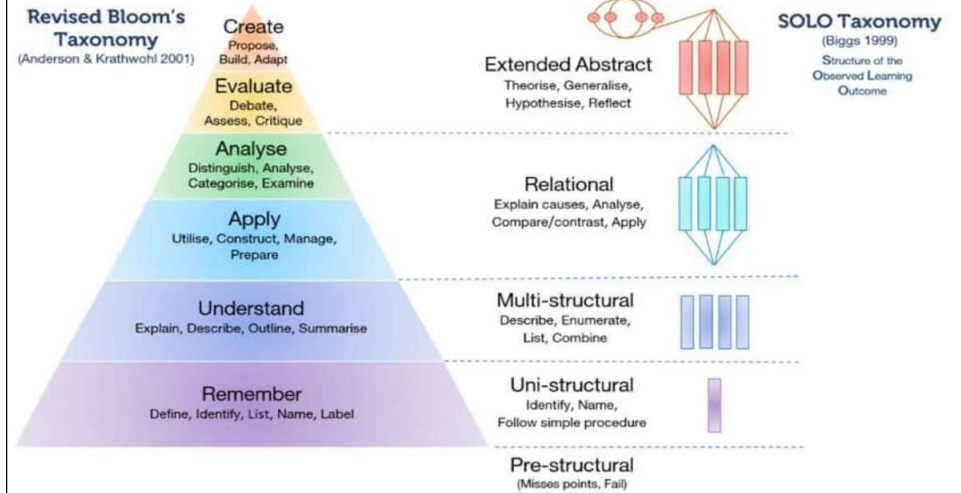 Revised Bloom's
Taxonomy
(Anderson & Krathwohl 2001)
Create
Propose,
Build, Adapt
Evaluate
Debate,
Assess, Critique
Analyse
Distinguish, Analyse,
Categorise, Examine
Apply
Utilise, Construct, Manage,
Prepare
Understand
Explain, Describe, Outline, Summarise
Remember
Define, Identify, List, Name, Label
SOLO Taxonomy
(Biggs 1999)
Structure of the
Observed Learning
Outcome
Extended Abstract
Theorise, Generalise,
Hypothesise, Reflect
Relational
Explain causes, Analyse,
Compare/contrast, Apply
Multi-structural
Describe, Enumerate,
List, Combine
Uni-structural
Identify, Name,
Follow simple procedure
Pre-structural
(Misses points, Fail)